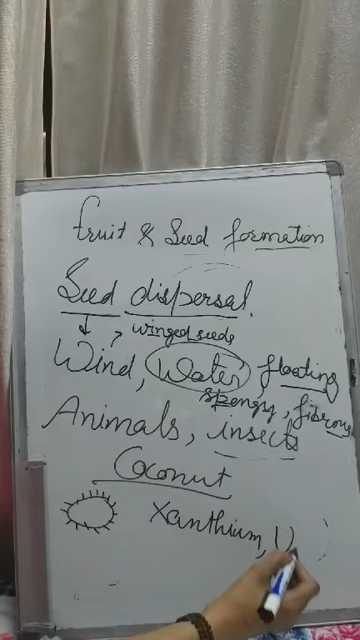 Fruit & Seed formation
Seed dispersal.
winged seeds
Wind, Water, floating
spongy, fibrous
Animals, insects
Coconut
Xanthium, U